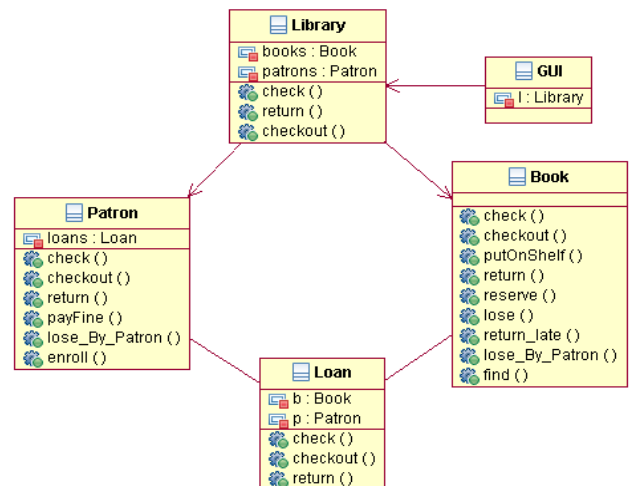 Library
books : Book
patrons : Patron
check ()
return ()
checkout ()
GUI
l : Library
Patron
loans : Loan
check ()
checkout ()
return ()
payFine ()
lose_By_Patron ()
enroll ()
Book
check ()
checkout ()
putOnShelf ()
return ()
reserve ()
lose ()
return_late ()
lose_By_Patron ()
find ()
Loan
b : Book
p : Patron
check ()
checkout ()
return ()